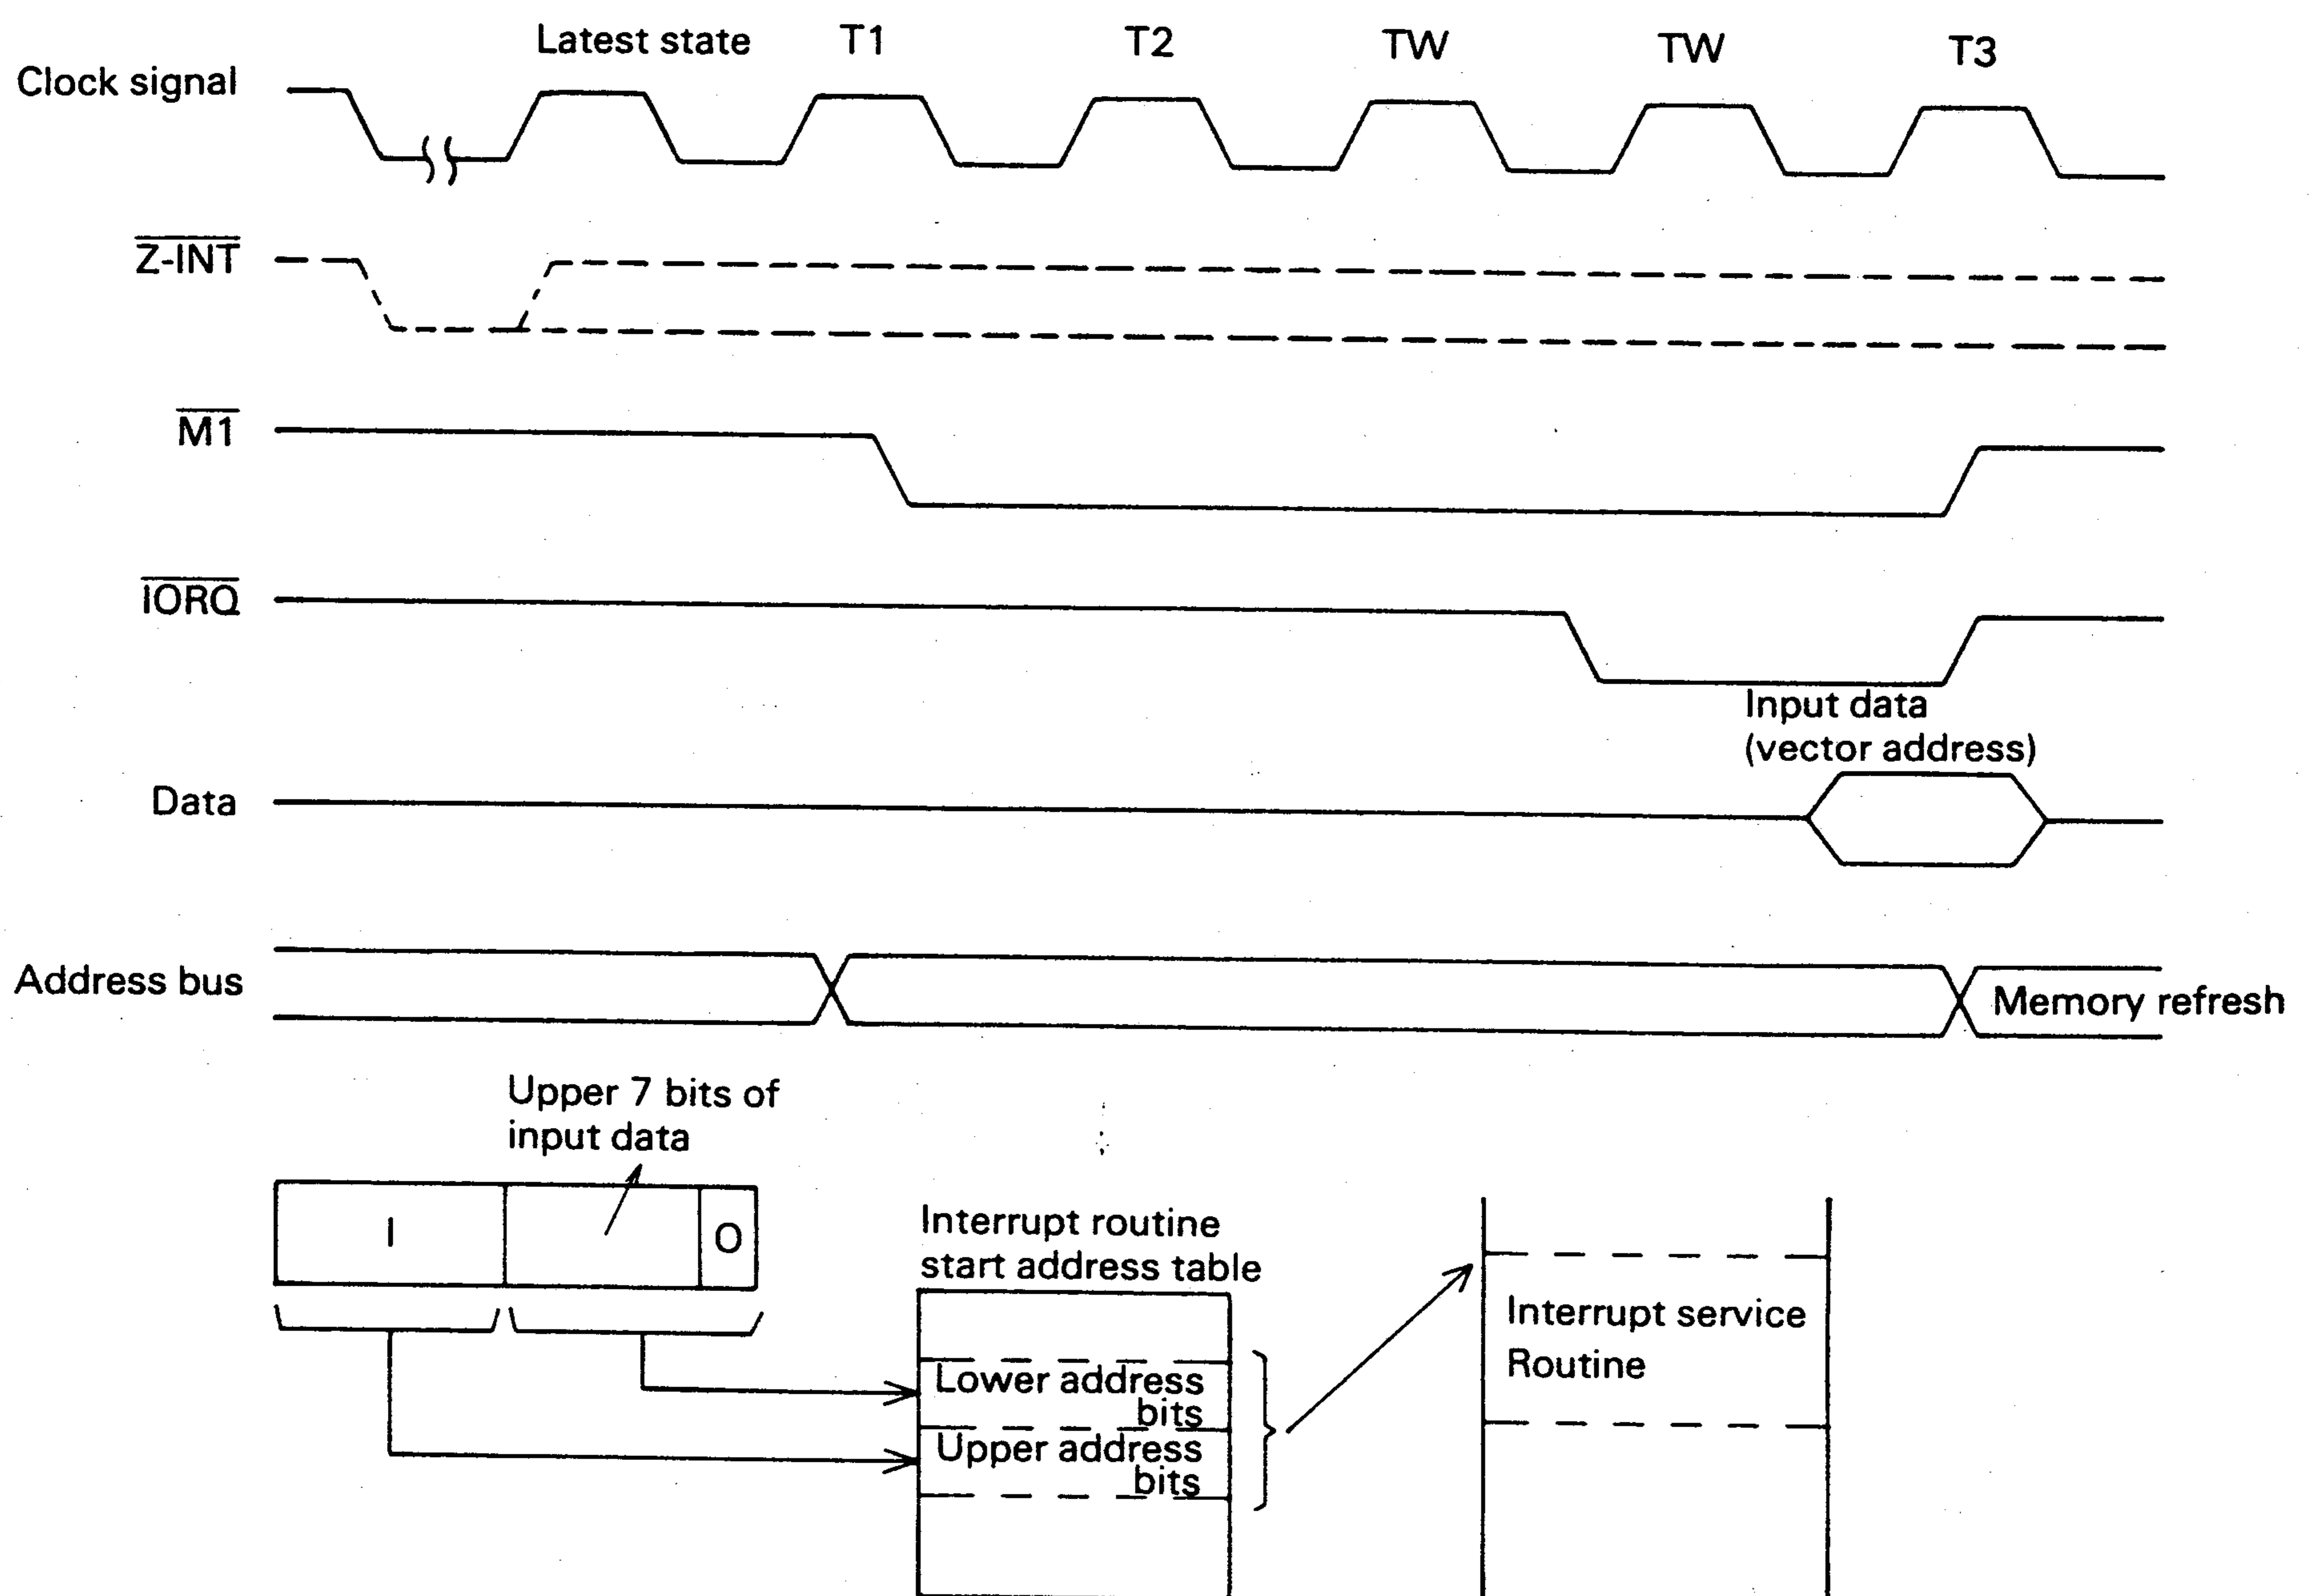 Latest state T1 T2 TW TW T3
Clock signal
Z-INT
M1
IORQ
Input data
(vector address)
Data
Address bus
Memory refresh
Upper 7 bits of
input data
I
O
Interrupt routine
start address table
Lower address
bits
Upper address
bits
Interrupt service
Routine